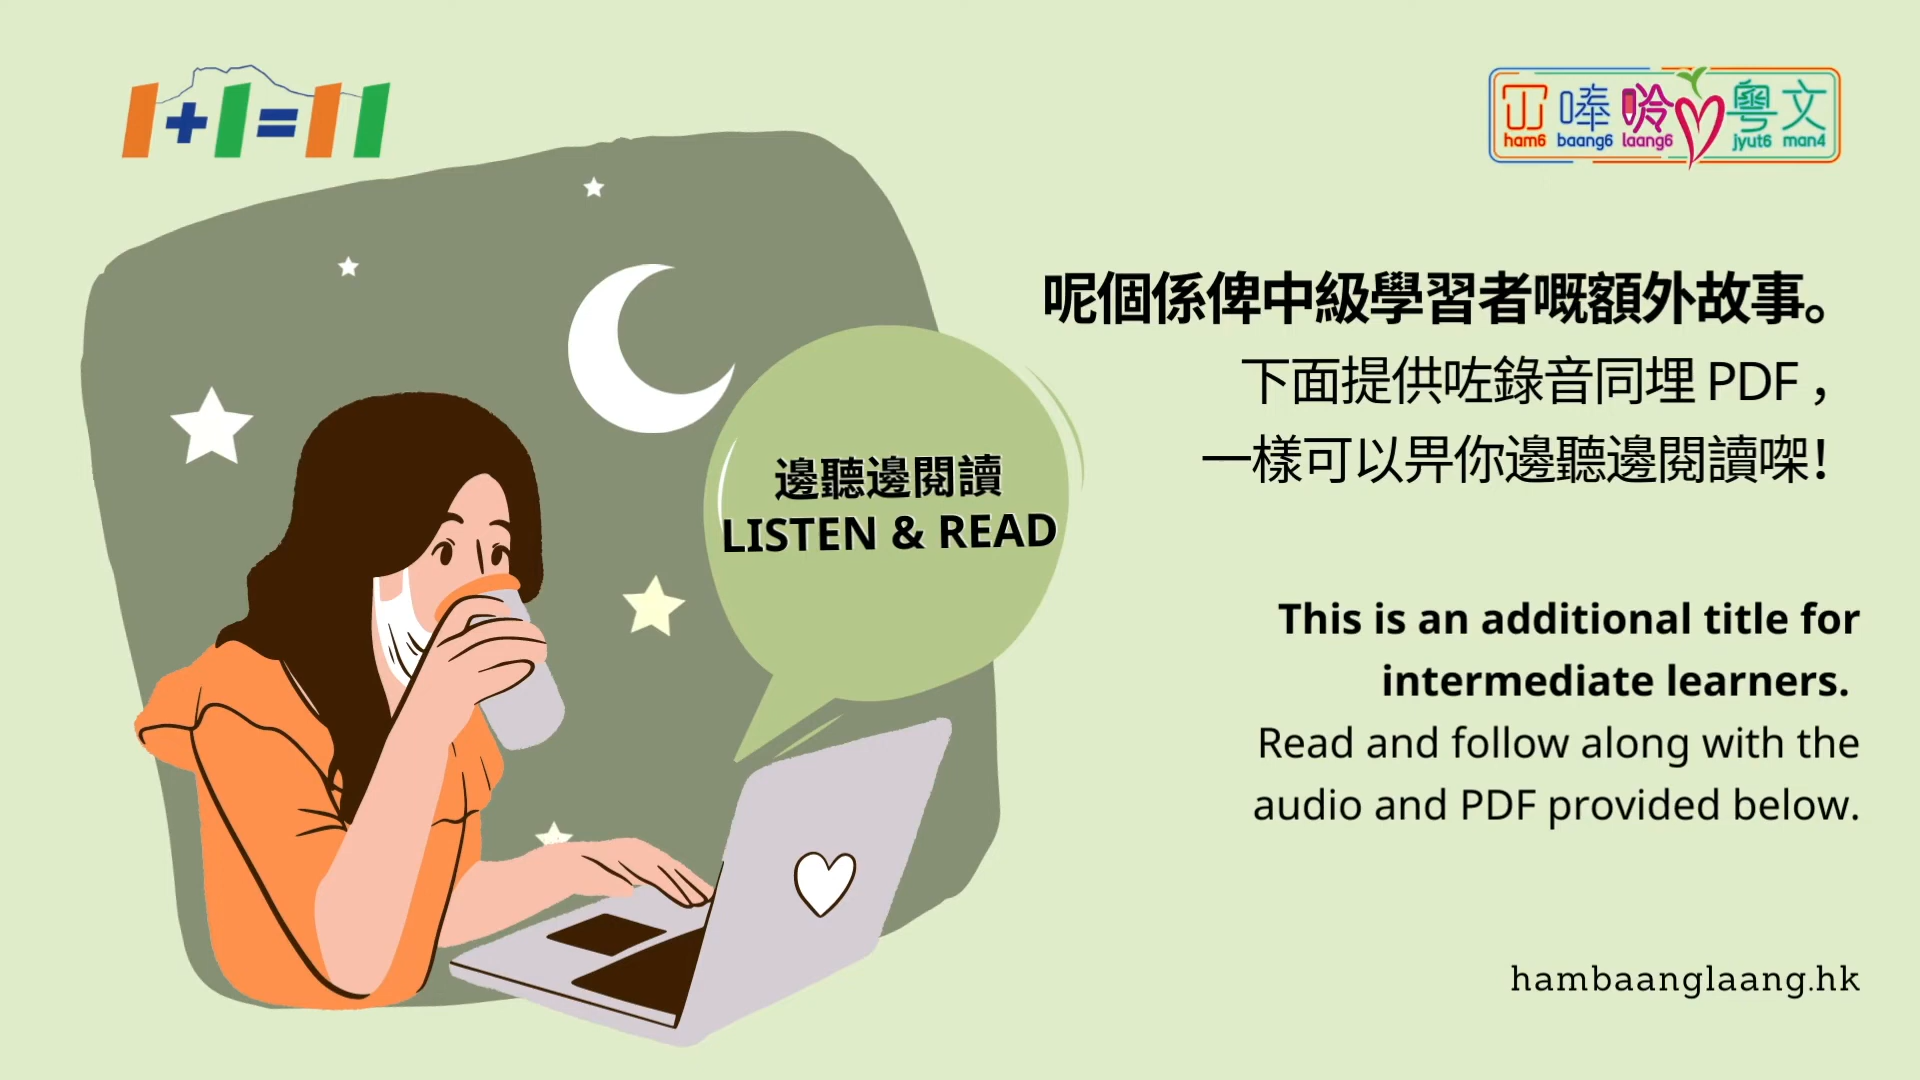 1+1=11
冚唪唥粵文
ham6 baang6 laang6 jyut6 man4
呢個係俾中級學習者嘅額外故事。
下面提供咗錄音同埋 PDF，
一樣可以畀你邊聽邊閱讀㗎！
邊聽邊閱讀
LISTEN & READ
This is an additional title for
intermediate learners.
Read and follow along with the
audio and PDF provided below.
hambaanglaang.hk